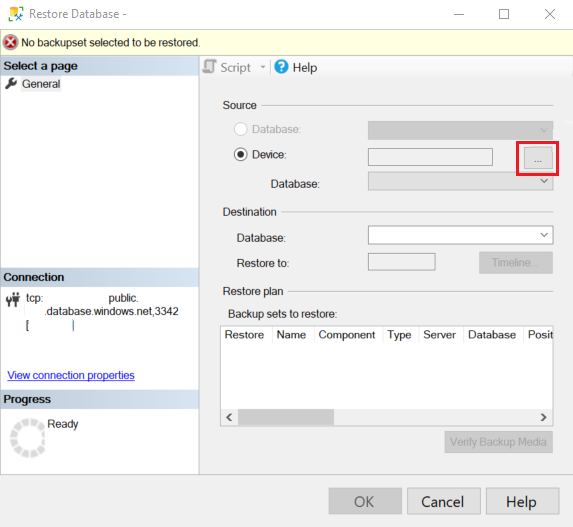 Restore Database -
No backupset selected to be restored.
Select a page
General
Script
Help
Source
Database:
Device:
...
Database:
Destination
Database:
Restore to:
Timeline...
Restore plan
Backup sets to restore:
Restore Name Component Type Server Database Posit
Verify Backup Media
Connection
tcp: public.
.database.windows.net,3342
[ |
View connection properties
Progress
Ready
OK Cancel Help